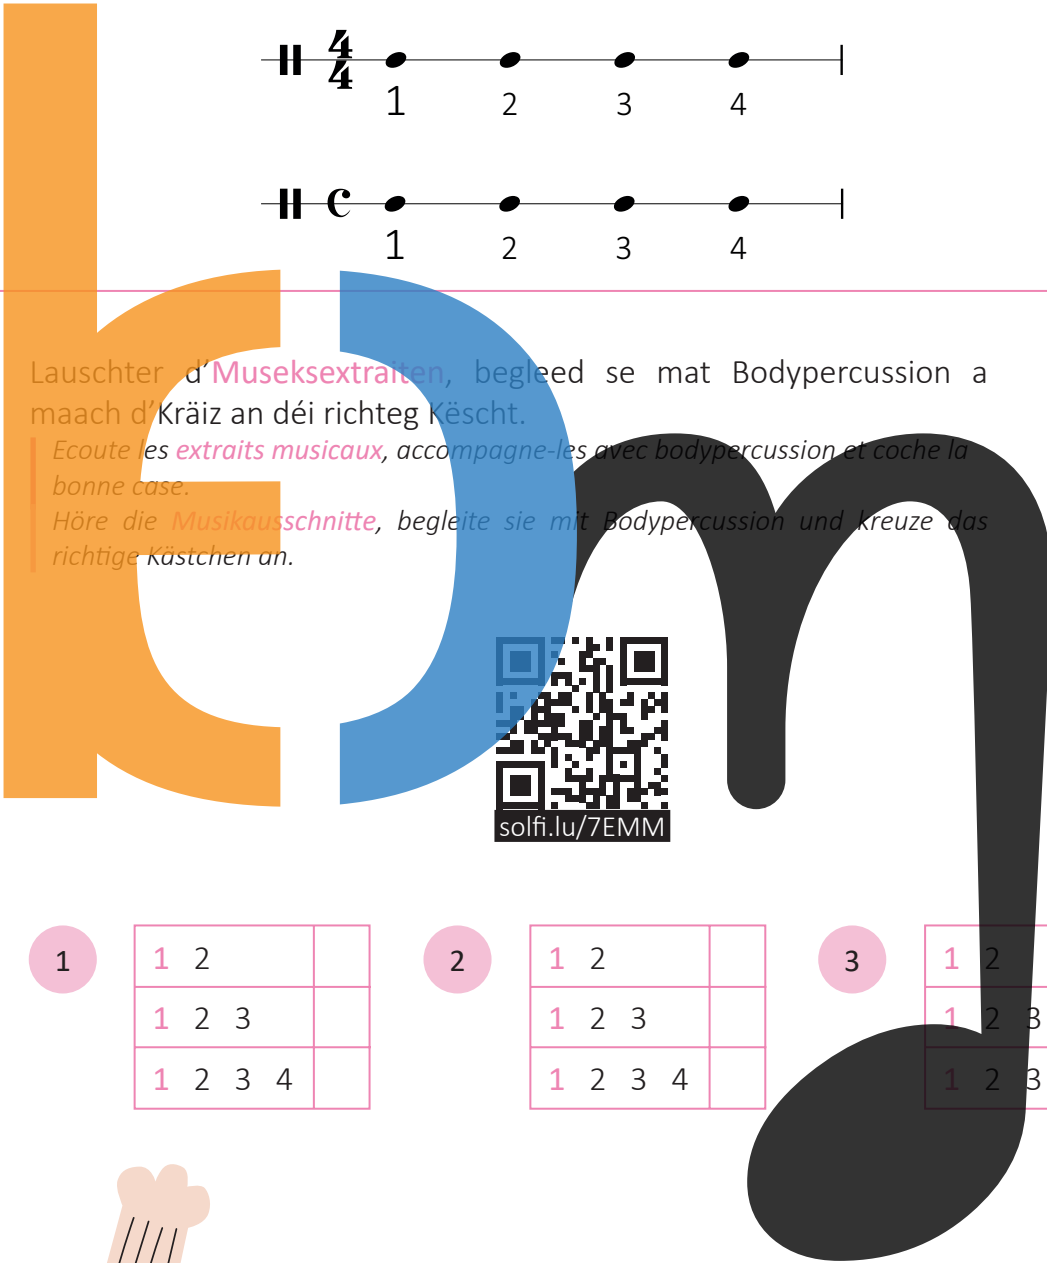 4
4
1 2 3 4
c
1 2 3 4
Lauschter d'Museksextraiten, begleed se mat Bodypercussion a
maach d'Kräiz an déi richteg Këscht.
Ecoute les extraits musicaux, accompagne-les avec bodypercussion et coche la
bonne case.
Höre die Musikausschnitte, begleite sie mit Bodypercussion und kreuze das
richtige Kästchen an.
solfi.lu/7EMM
1
1 2
1 2 3
1 2 3 4
2
1 2
1 2 3
1 2 3 4
3
1 2
1 2 3
1 2 3